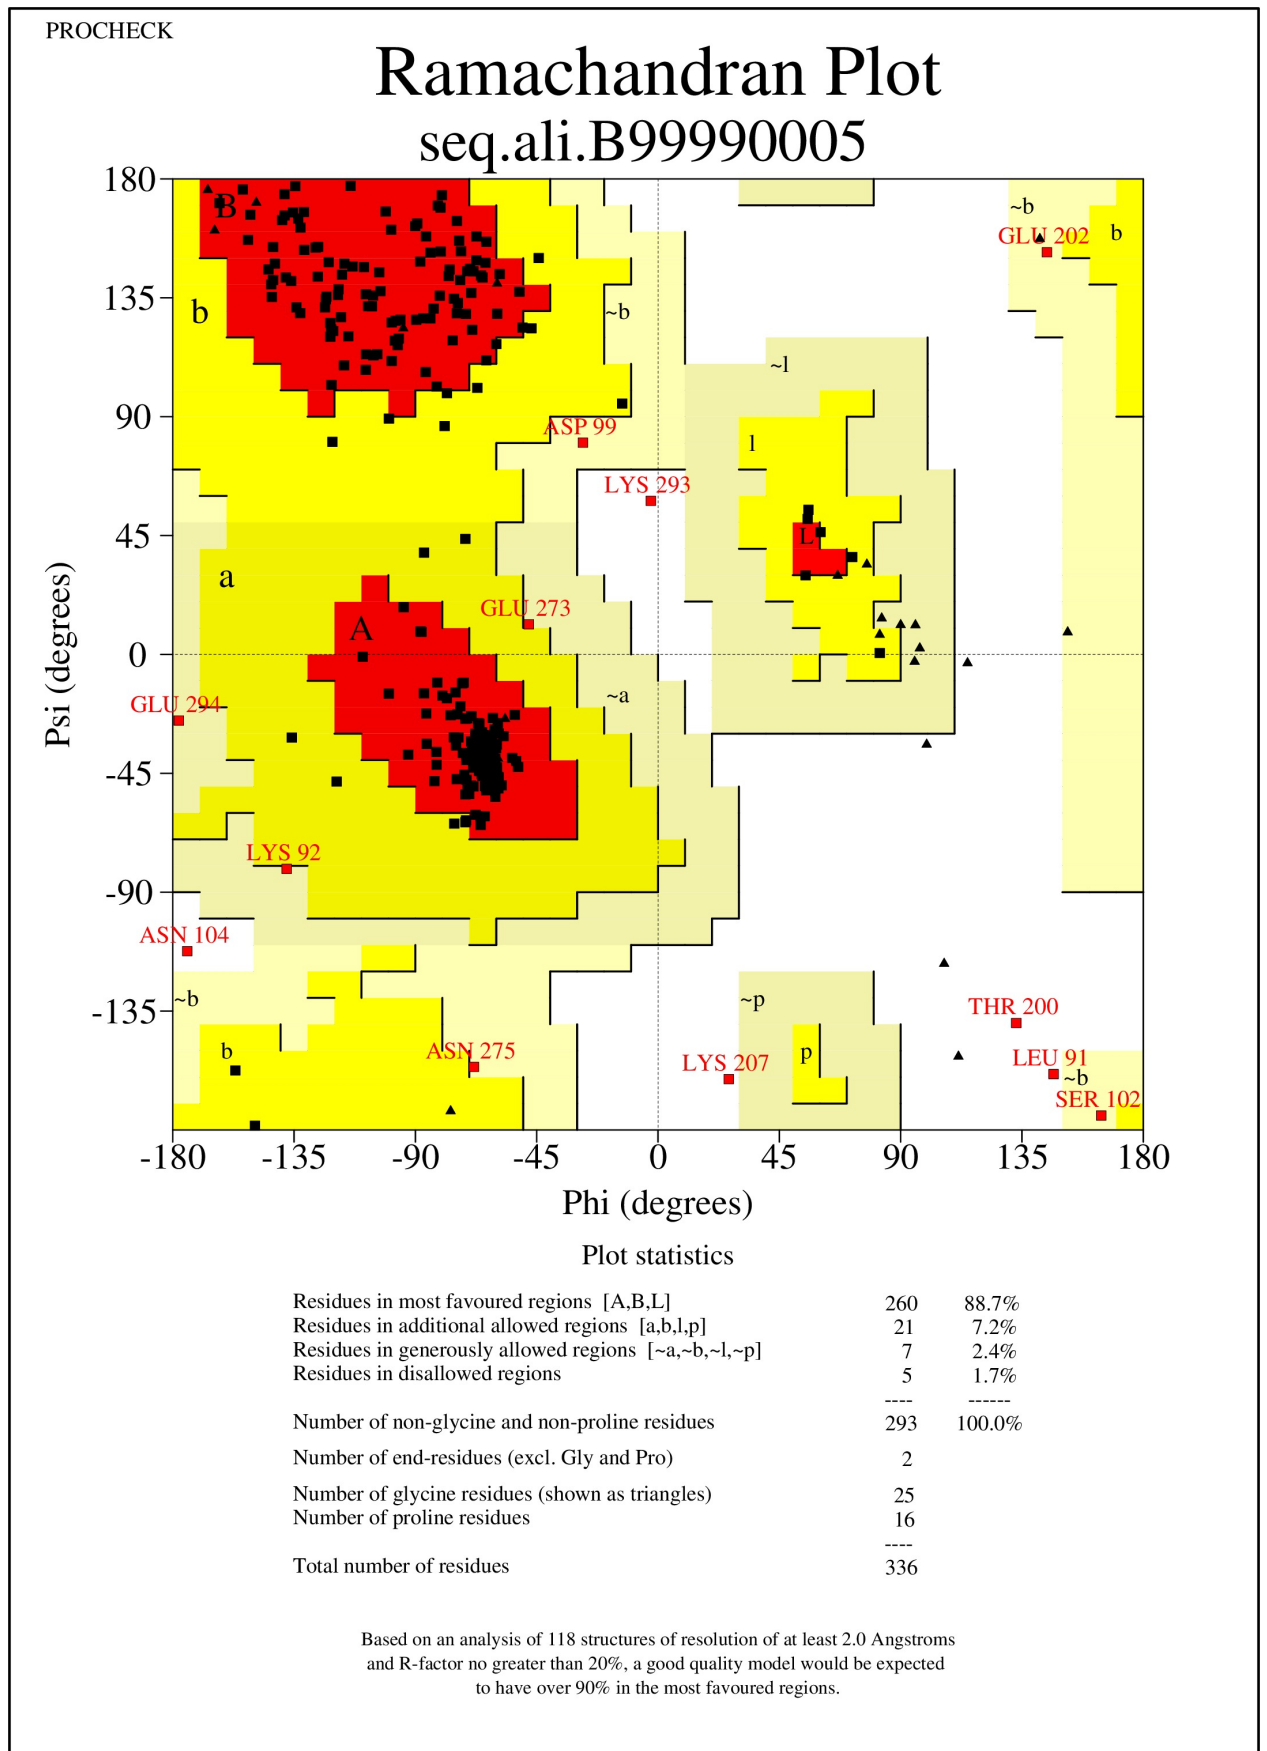 PROCHECK
Ramachandran Plot
seq.ali.B99990005
180
135
90
45
0
-45
-90
-135
Psi (degrees)
B
~b
GLU 202
b
b
~b
~l
ASP 99
l
LYS 293
L
a
GLU 273
A
~a
GLU 294
LYS 92
ASN 104
~b
~p
THR 200
b
ASN 275
LYS 207
p
LEU 91
~b
SER 102
-180 -135 -90 -45 0 45 90 135 180
Phi (degrees)
Plot statistics
Residues in most favoured regions [A,B,L] 260 88.7%
Residues in additional allowed regions [a,b,l,p] 21 7.2%
Residues in generously allowed regions [~a,~b,~l,~p] 7 2.4%
Residues in disallowed regions 5 1.7%
---- ------
Number of non-glycine and non-proline residues 293 100.0%
Number of end-residues (excl. Gly and Pro) 2
Number of glycine residues (shown as triangles) 25
Number of proline residues 16
----
Total number of residues 336
Based on an analysis of 118 structures of resolution of at least 2.0 Angstroms
and R-factor no greater than 20%, a good quality model would be expected
to have over 90% in the most favoured regions.